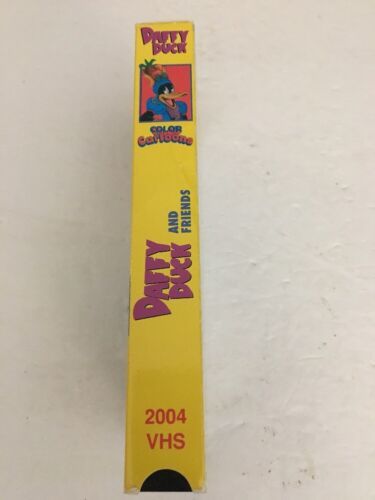 DAFFY
DUCK
COLOR
Cartoons
DAFFY
DUCK
AND
FRIENDS
2004
VHS